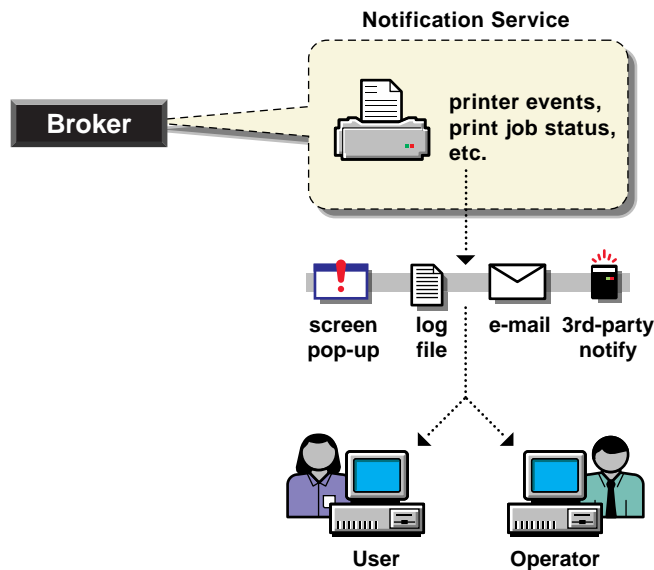 Notification Service
Broker
printer events,
print job status,
etc.
screen
pop-up
log
file
e-mail
3rd-party
notify
User
Operator